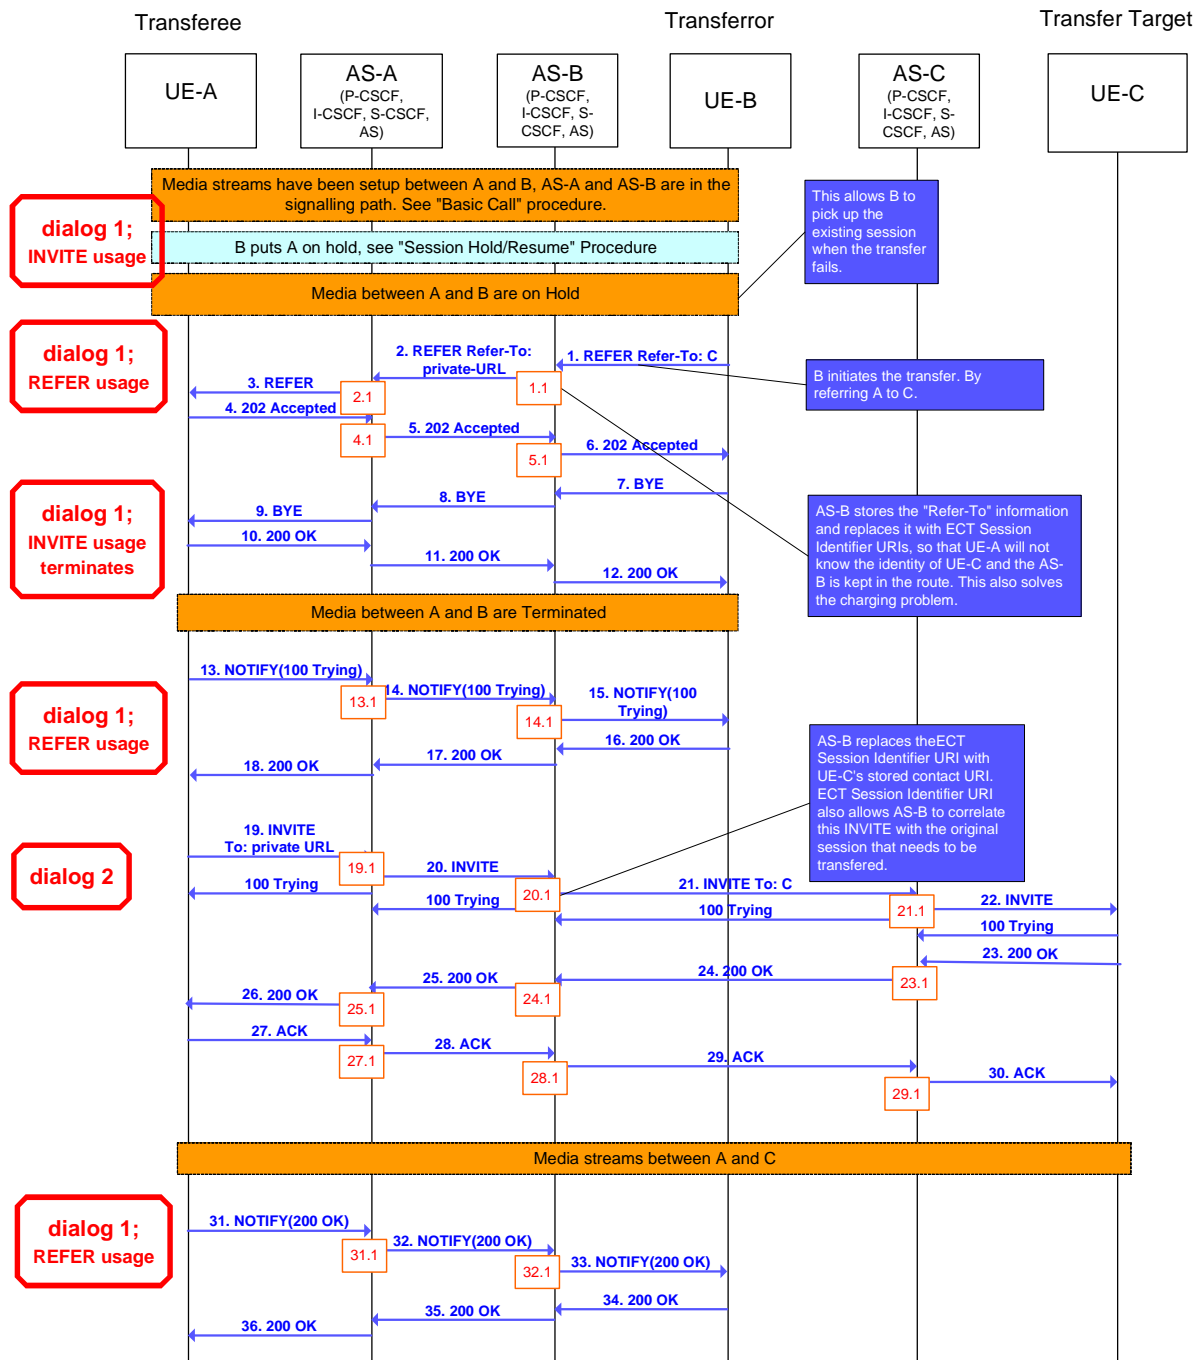 Transferee
Transferror
Transfer Target
UE-A
AS-A
(P-CSCF,
I-CSCF, S-CSCF,
AS)
AS-B
(P-CSCF,
I-CSCF, S-
CSCF, AS)
UE-B
AS-C
(P-CSCF,
I-CSCF, S-
CSCF, AS)
UE-C
Media streams have been setup between A and B, AS-A and AS-B are in the
signalling path. See "Basic Call" procedure.
This allows B to
pick up the
existing session
when the transfer
fails.
dialog 1;
INVITE usage
B puts A on hold, see "Session Hold/Resume" Procedure
Media between A and B are on Hold
dialog 1;
REFER usage
2. REFER Refer-To:
private-URL
1. REFER Refer-To: C
3. REFER
2.1
1.1
B initiates the transfer. By
referring A to C.
4. 202 Accepted
4.1
5. 202 Accepted
5.1
6. 202 Accepted
dialog 1;
INVITE usage
terminates
7. BYE
8. BYE
9. BYE
10. 200 OK
11. 200 OK
12. 200 OK
AS-B stores the "Refer-To" information
and replaces it with ECT Session
Identifier URIs, so that UE-A will not
know the identity of UE-C and the AS-
B is kept in the route. This also solves
the charging problem.
Media between A and B are Terminated
13. NOTIFY(100 Trying)
13.1
14. NOTIFY(100 Trying)
14.1
15. NOTIFY(100
Trying)
dialog 1;
REFER usage
16. 200 OK
17. 200 OK
18. 200 OK
AS-B replaces theECT
Session Identifier URI with
UE-C's stored contact URI.
ECT Session Identifier URI
also allows AS-B to correlate
this INVITE with the original
session that needs to be
transfered.
dialog 2
19. INVITE
To: private URL
19.1
20. INVITE
20.1
21. INVITE To: C
21.1
22. INVITE
100 Trying
100 Trying
100 Trying
100 Trying
23. 200 OK
23.1
24. 200 OK
24.1
25. 200 OK
25.1
26. 200 OK
27. ACK
27.1
28. ACK
28.1
29. ACK
29.1
30. ACK
Media streams between A and C
dialog 1;
REFER usage
31. NOTIFY(200 OK)
31.1
32. NOTIFY(200 OK)
32.1
33. NOTIFY(200 OK)
34. 200 OK
35. 200 OK
36. 200 OK